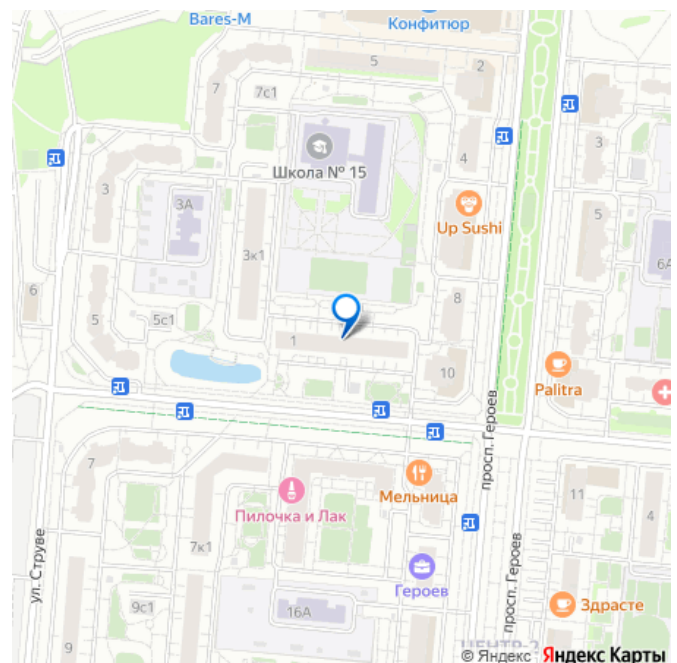 Bares-M
Конфитюр
5
2
7
7с1
3
Школа № 15
4
3
3А
Up Sushi
5
3к1
6А
8
6
5
5с1
1
10
Palitra
просп. Героев
7
Мельница
11
4
Пилочка и Лак
7к1
ул. Струве
Героев
просп. Героев
9с1
16А
Здрасте
9
© Яндекс Яндекс Карты